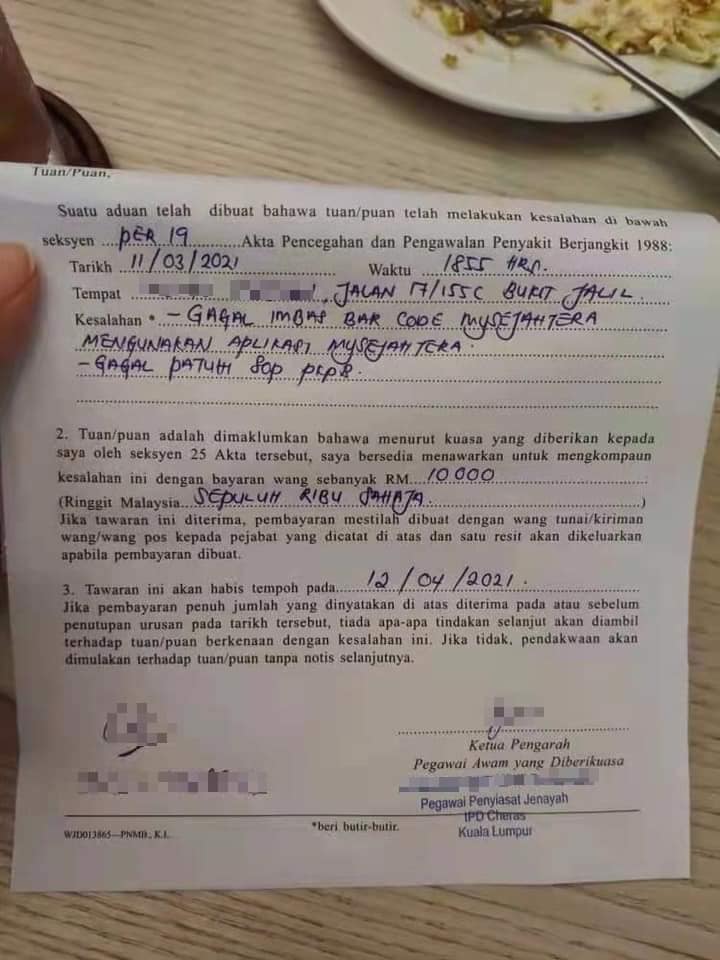 Tuan/Puan,
Suatu aduan telah dibuat bahawa tuan/puan telah melakukan kesalahan di bawah
seksyen PER 19 Akta Pencegahan dan Pengawalan Penyakit Berjangkit 1988:
Tarikh 11/03/2021 Waktu 1855 HRS.
Tempat , JALAN 17/155C BUKIT JALIL.
Kesalahan * – GAGAL IMBAS BAR CODE MYSEJAHTERA
MENGUNAKAN APLIKASI MYSEJAHTERA.
– GAGAL PATUH SOP PKPB.
2. Tuan/puan adalah dimaklumkan bahawa menurut kuasa yang diberikan kepada
saya oleh seksyen 25 Akta tersebut, saya bersedia menawarkan untuk mengkompaun
kesalahan ini dengan bayaran wang sebanyak RM 10 000
(Ringgit Malaysia SEPULUH RIBU SAHAJA.)
Jika tawaran ini diterima, pembayaran mestilah dibuat dengan wang tunai/kiriman
wang/wang pos kepada pejabat yang dicatat di atas dan satu resit akan dikeluarkan
apabila pembayaran dibuat.
3. Tawaran ini akan habis tempoh pada 12/04/2021.
Jika pembayaran penuh jumlah yang dinyatakan di atas diterima pada atau sebelum
penutupan urusan pada tarikh tersebut, tiada apa-apa tindakan selanjut akan diambil
terhadap tuan/puan berkenaan dengan kesalahan ini. Jika tidak, pendakwaan akan
dimulakan terhadap tuan/puan tanpa notis selanjutnya.
Ketua Pengarah
Pegawai Awam yang Diberikuasa
Pegawai Penyiasat Jenayah
IPD Cheras
Kuala Lumpur
*beri butir-butir.
WJD013865—PNMB., K.L.